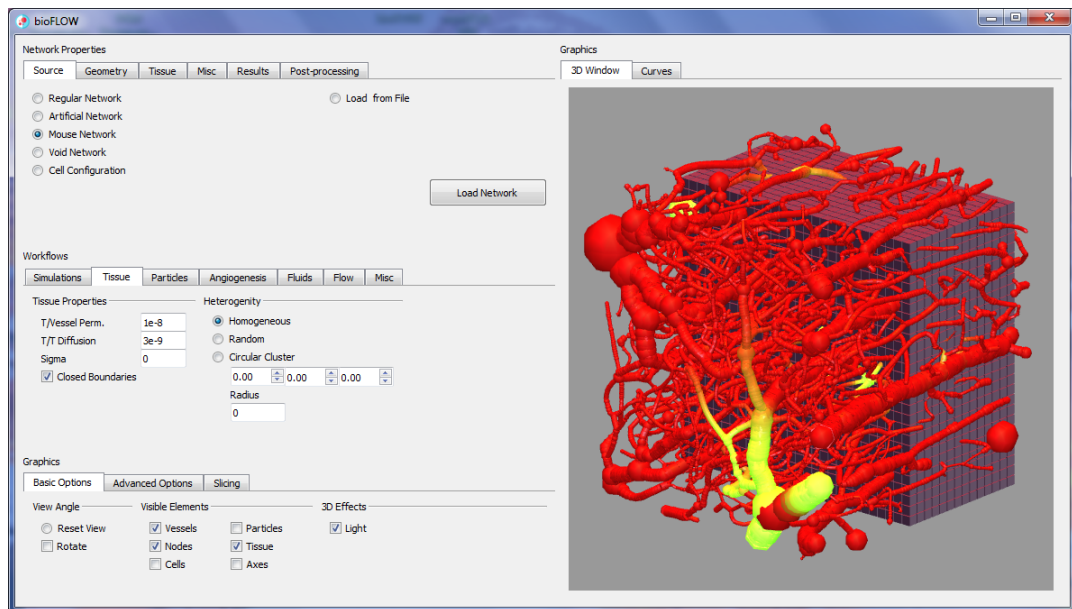 bioFLOW
Network Properties
Source Geometry Tissue Misc Results Post-processing
Regular Network
Load from File
Artificial Network
Mouse Network
Void Network
Cell Configuration
Load Network
Workflows
Simulations Tissue Particles Angiogenesis Fluids Flow Misc
Tissue Properties
T/Vessel Perm. 1e-8
T/T Diffusion 3e-9
Sigma 0
Closed Boundaries
Heterogenity
Homogeneous
Random
Circular Cluster
0.00 0.00 0.00
Radius
0
Graphics
Basic Options Advanced Options Slicing
View Angle
Reset View
Rotate
Visible Elements
Vessels Particles
Nodes Tissue
Cells Axes
3D Effects
Light
Graphics
3D Window Curves